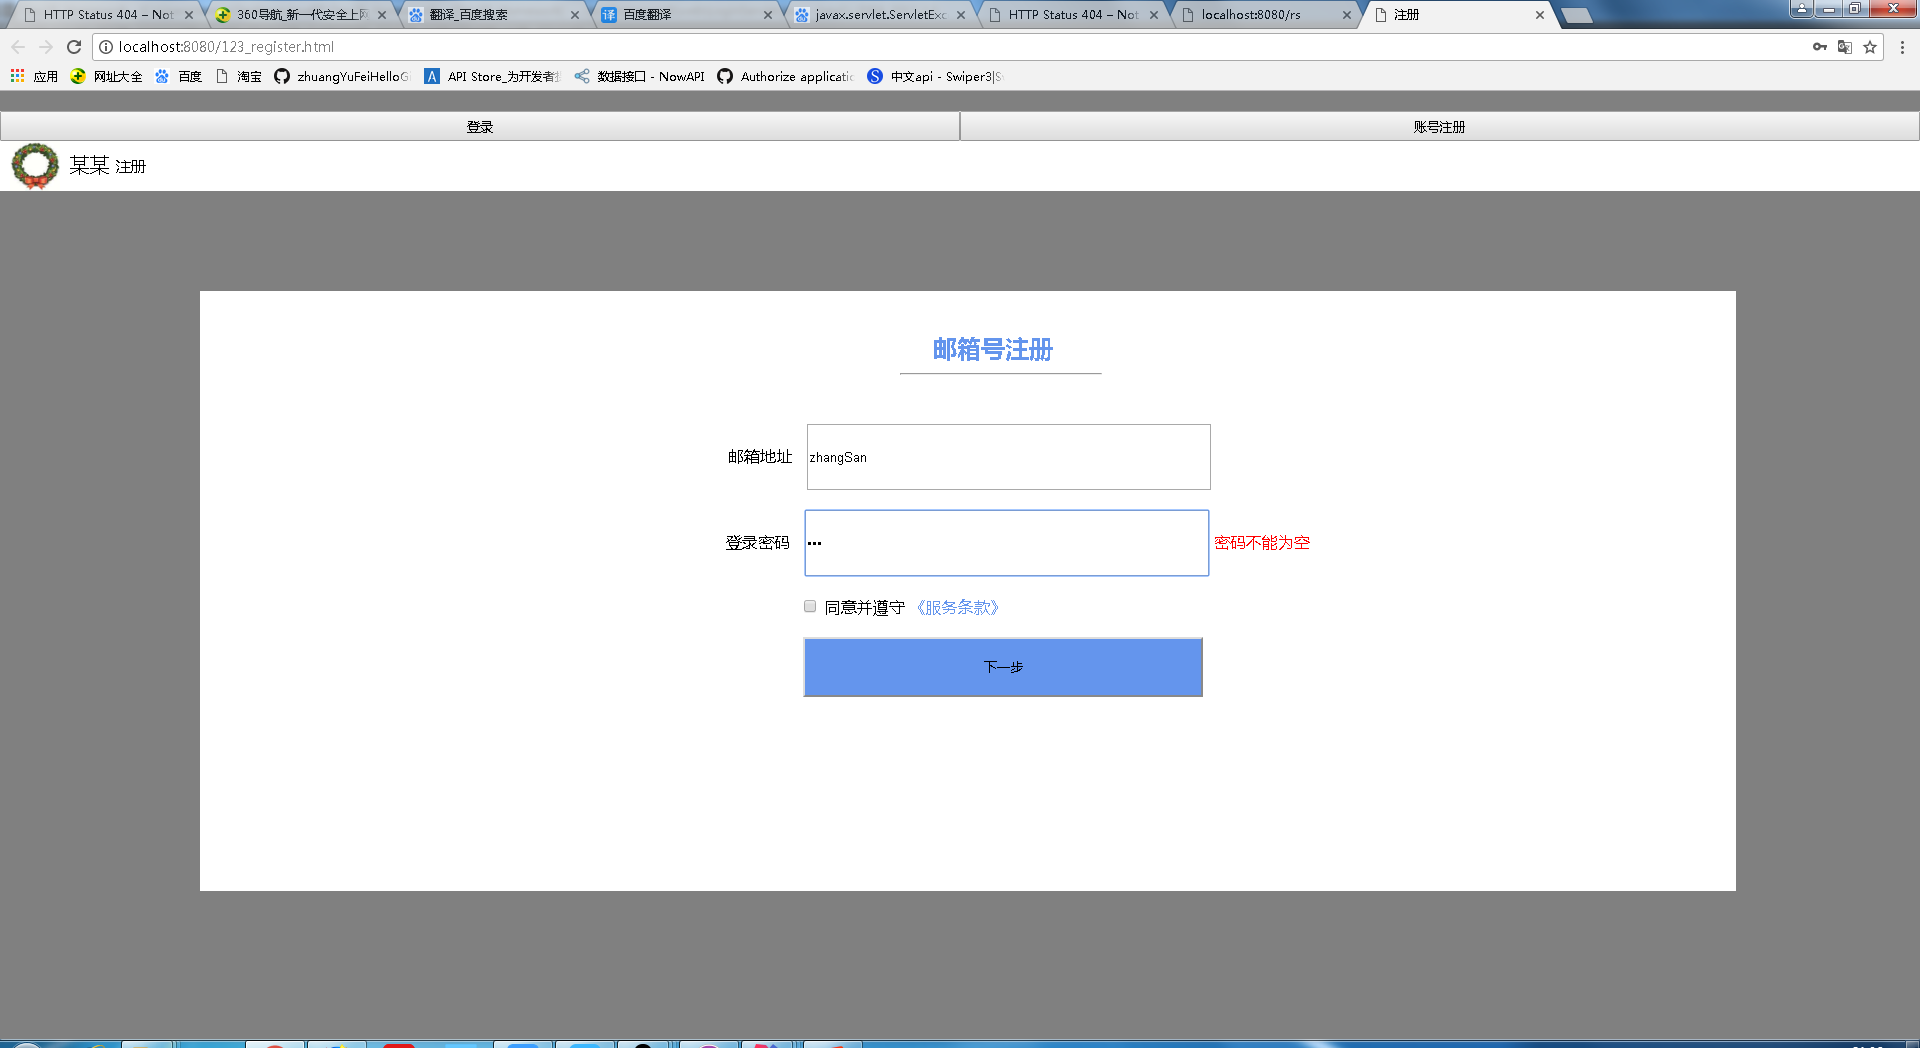 HTTP Status 404 – Not
360导航_新一代安全上网
翻译_百度搜索
百度翻译
javax.servlet.ServletExc
HTTP Status 404 – Not
localhost:8080/rs
注册
localhost:8080/123_register.html
应用
网址大全
百度
淘宝
zhuangYuFeiHelloGi
API Store_为开发者提
数据接口 - NowAPI
Authorize applicatio
中文api - Swiper3|S
登录
账号注册
某某 注册
邮箱号注册
邮箱地址
zhangSan
登录密码
•••
密码不能为空
同意并遵守 《服务条款》
下一步